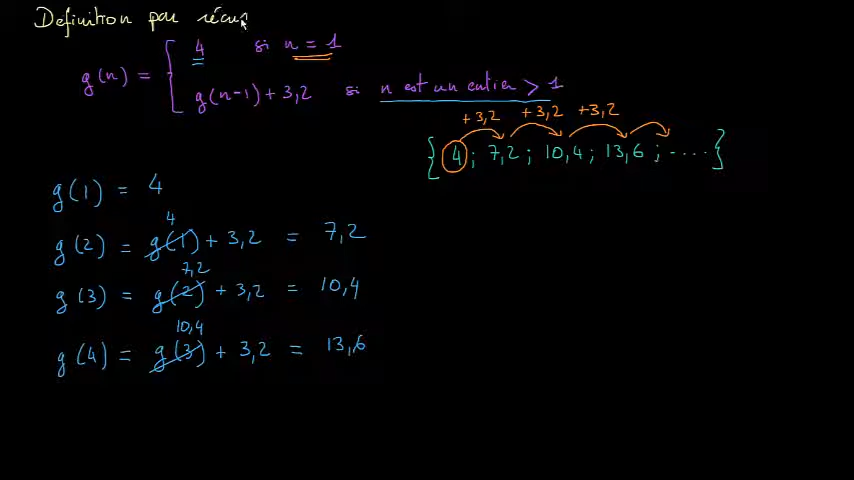 Definition par récur
g(n) = { 4 si n = 1
g(n-1) + 3,2 si n est un entier > 1
+3,2 +3,2 +3,2
{ 4 ; 7,2 ; 10,4 ; 13,6 ; .... }
g(1) = 4
4
g(2) = g(1) + 3,2 = 7,2
7,2
g(3) = g(2) + 3,2 = 10,4
10,4
g(4) = g(3) + 3,2 = 13,6